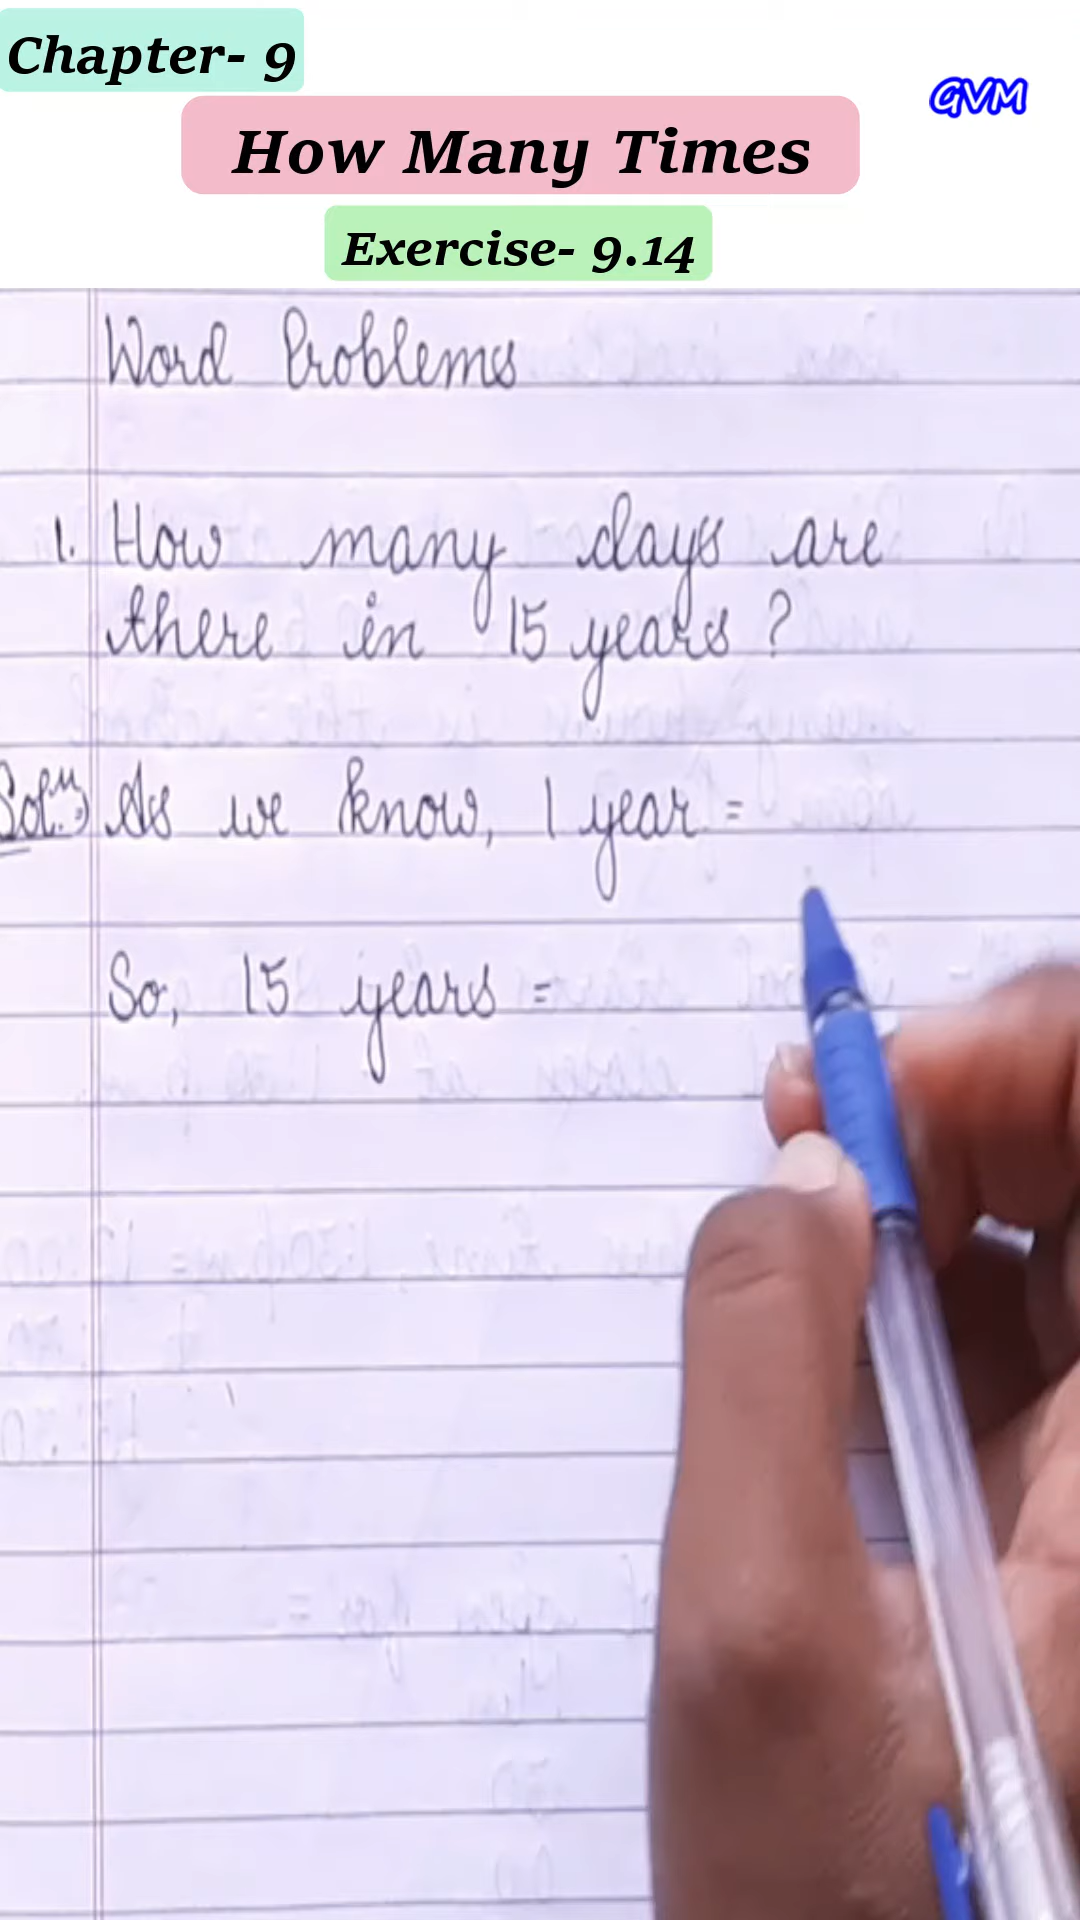 Chapter- 9
GVM
How Many Times
Exercise- 9.14
Word Problems
1. How many days are
there in 15 years ?
Solⁿ:) As we know, 1 year =
So, 15 years =